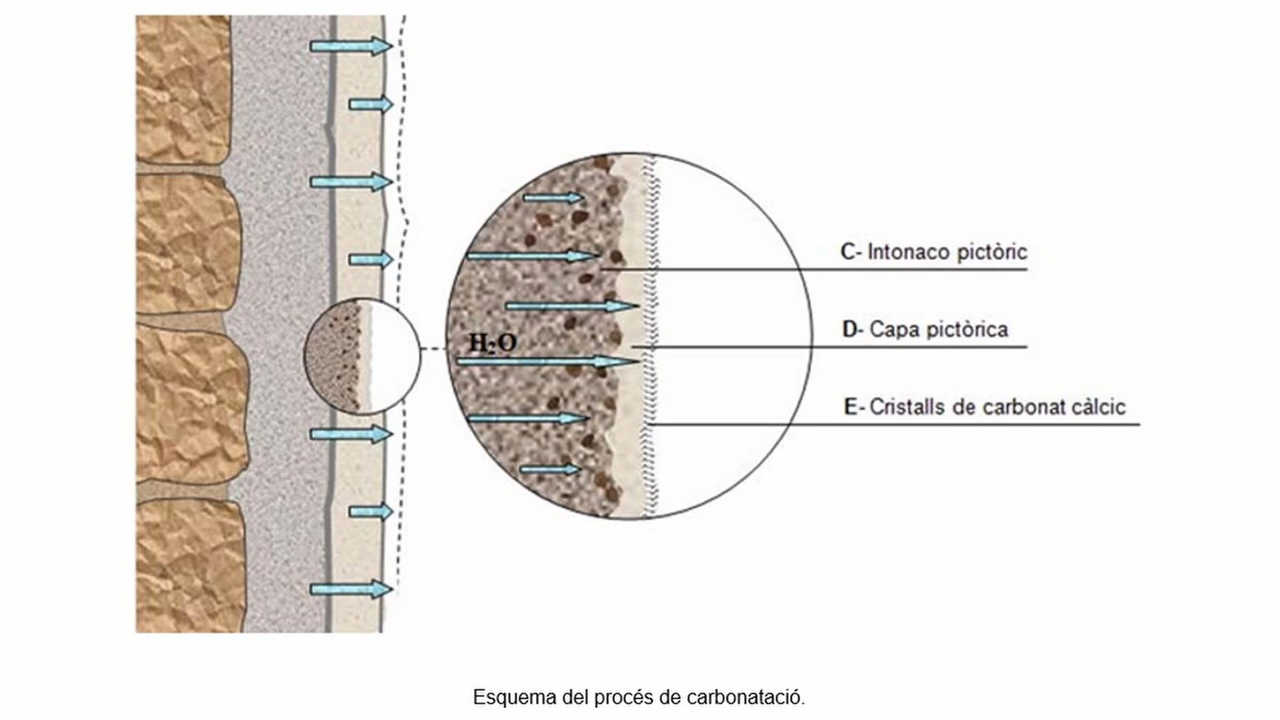 C- Intonaco pictòric
D- Capa pictòrica
H₂O
E- Cristalls de carbonat càlcic
Esquema del procés de carbonatació.